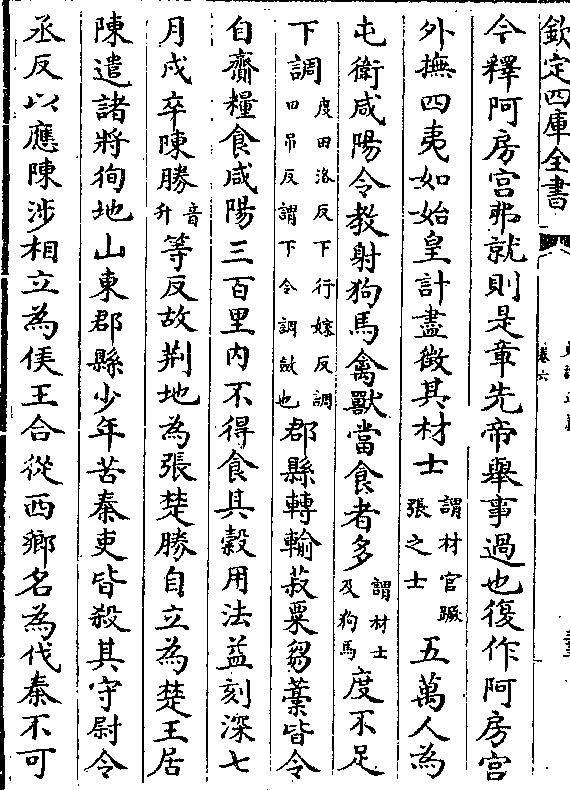 欽定四庫全書
今釋阿房宮弗就則是章先帝舉事過也復作阿房宮
外撫四夷如始皇計盡徵其材士謂材官蹶張之士五萬人為
屯衛咸陽令教射狗馬禽獸當食者多謂材士及狗馬度不足
下調度田洛反下行嫁反調田吊反謂下令調斂也郡縣轉輸菽粟芻藁皆令
自齎糧食咸陽三百里內不得食其穀用法益刻深七
月戍卒陳勝音升等反故荆地為張楚勝自立為楚王居
陳遣諸將徇地山東郡縣少年苦秦吏皆殺其守尉令
丞反以應陳涉相立為侯王合從西鄉名為伐秦不可